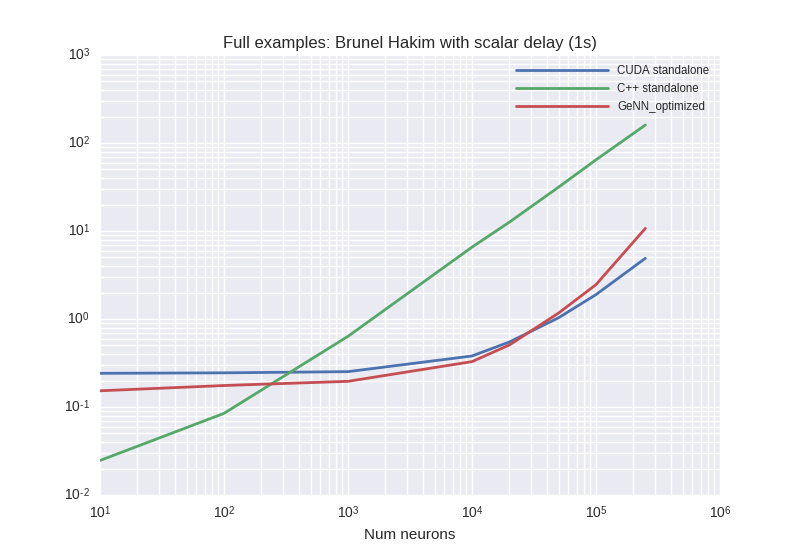 Full examples: Brunel Hakim with scalar delay (1s)
CUDA standalone
C++ standalone
GeNN_optimized
10³
10²
10¹
10⁰
10⁻¹
10⁻²
10¹ 10² 10³ 10⁴ 10⁵ 10⁶
Num neurons